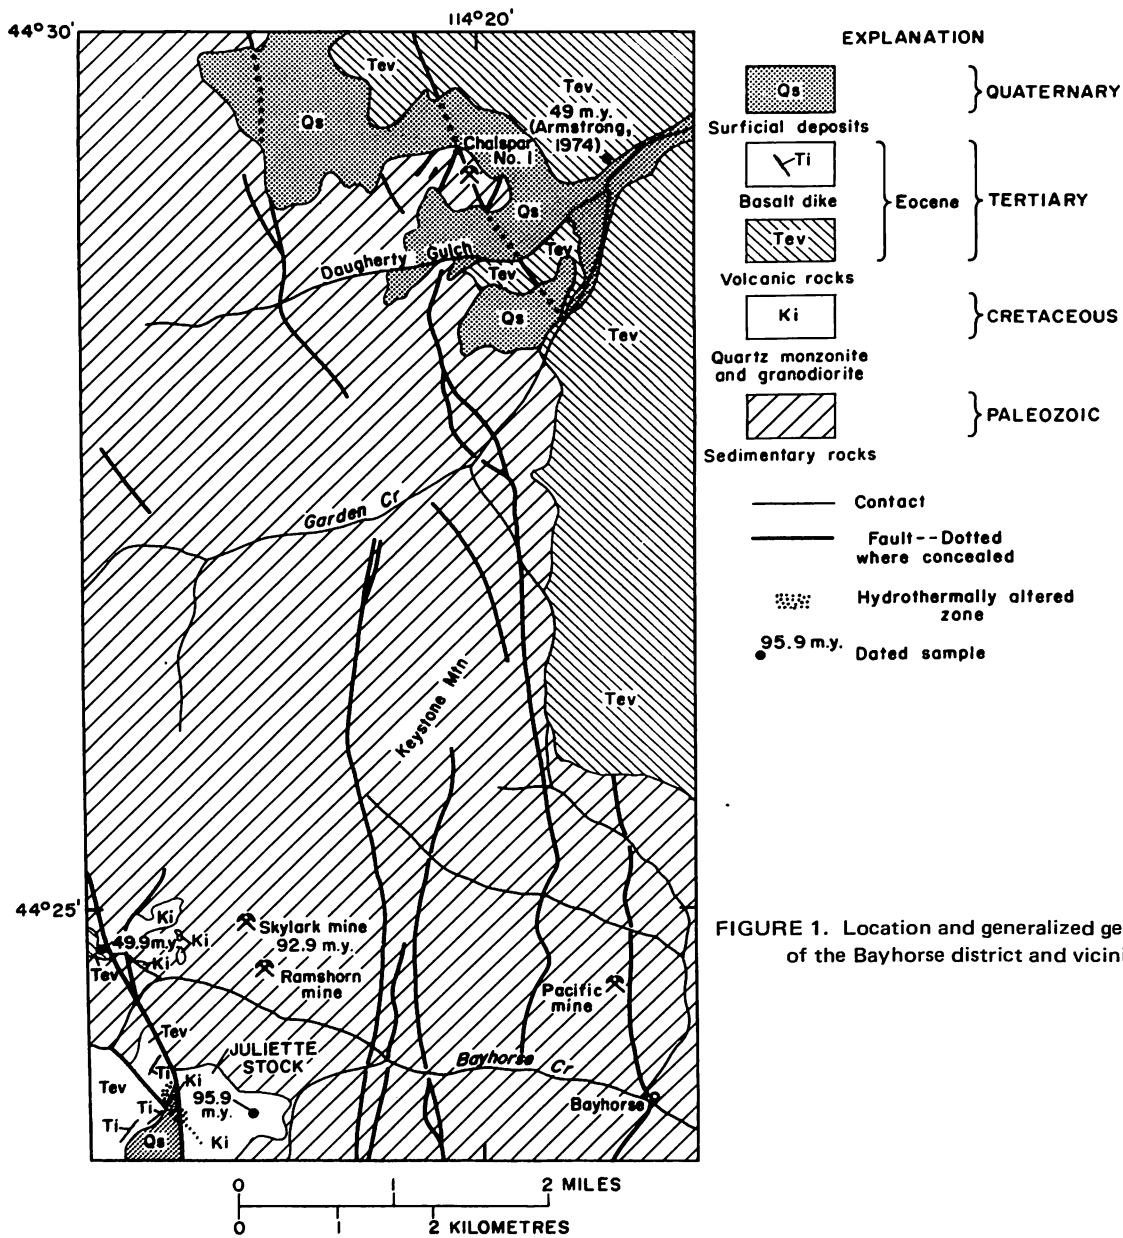 44°30'
114°20'
Tev
Tev
49 m.y.
(Armstrong,
1974)
Qs
Chalspar
No. 1
Qs
Daugherty Gulch
Tev
Tev
Qs
Tev
Garden Cr
Keystone Mtn
Tev
44°25'
Ki
Ki
49.9 m.y.
Ki
Tev
Skylark mine
92.9 m.y.
Ramshorn
mine
Pacific
mine
Tev
JULIETTE
STOCK
Bayhorse Cr
Ti
Ki
Tev
95.9
m.y.
Ti
Ti
Qs
Ki
Bayhorse
0 1 2 MILES
0 1 2 KILOMETRES
EXPLANATION
Qs
QUATERNARY
Surficial deposits
Ti
Basalt dike
Eocene
TERTIARY
Tev
Volcanic rocks
Ki
CRETACEOUS
Quartz monzonite
and granodiorite
PALEOZOIC
Sedimentary rocks
Contact
Fault--Dotted
where concealed
Hydrothermally altered
zone
95.9 m.y.
Dated sample
FIGURE 1. Location and generalized ge
of the Bayhorse district and vicini